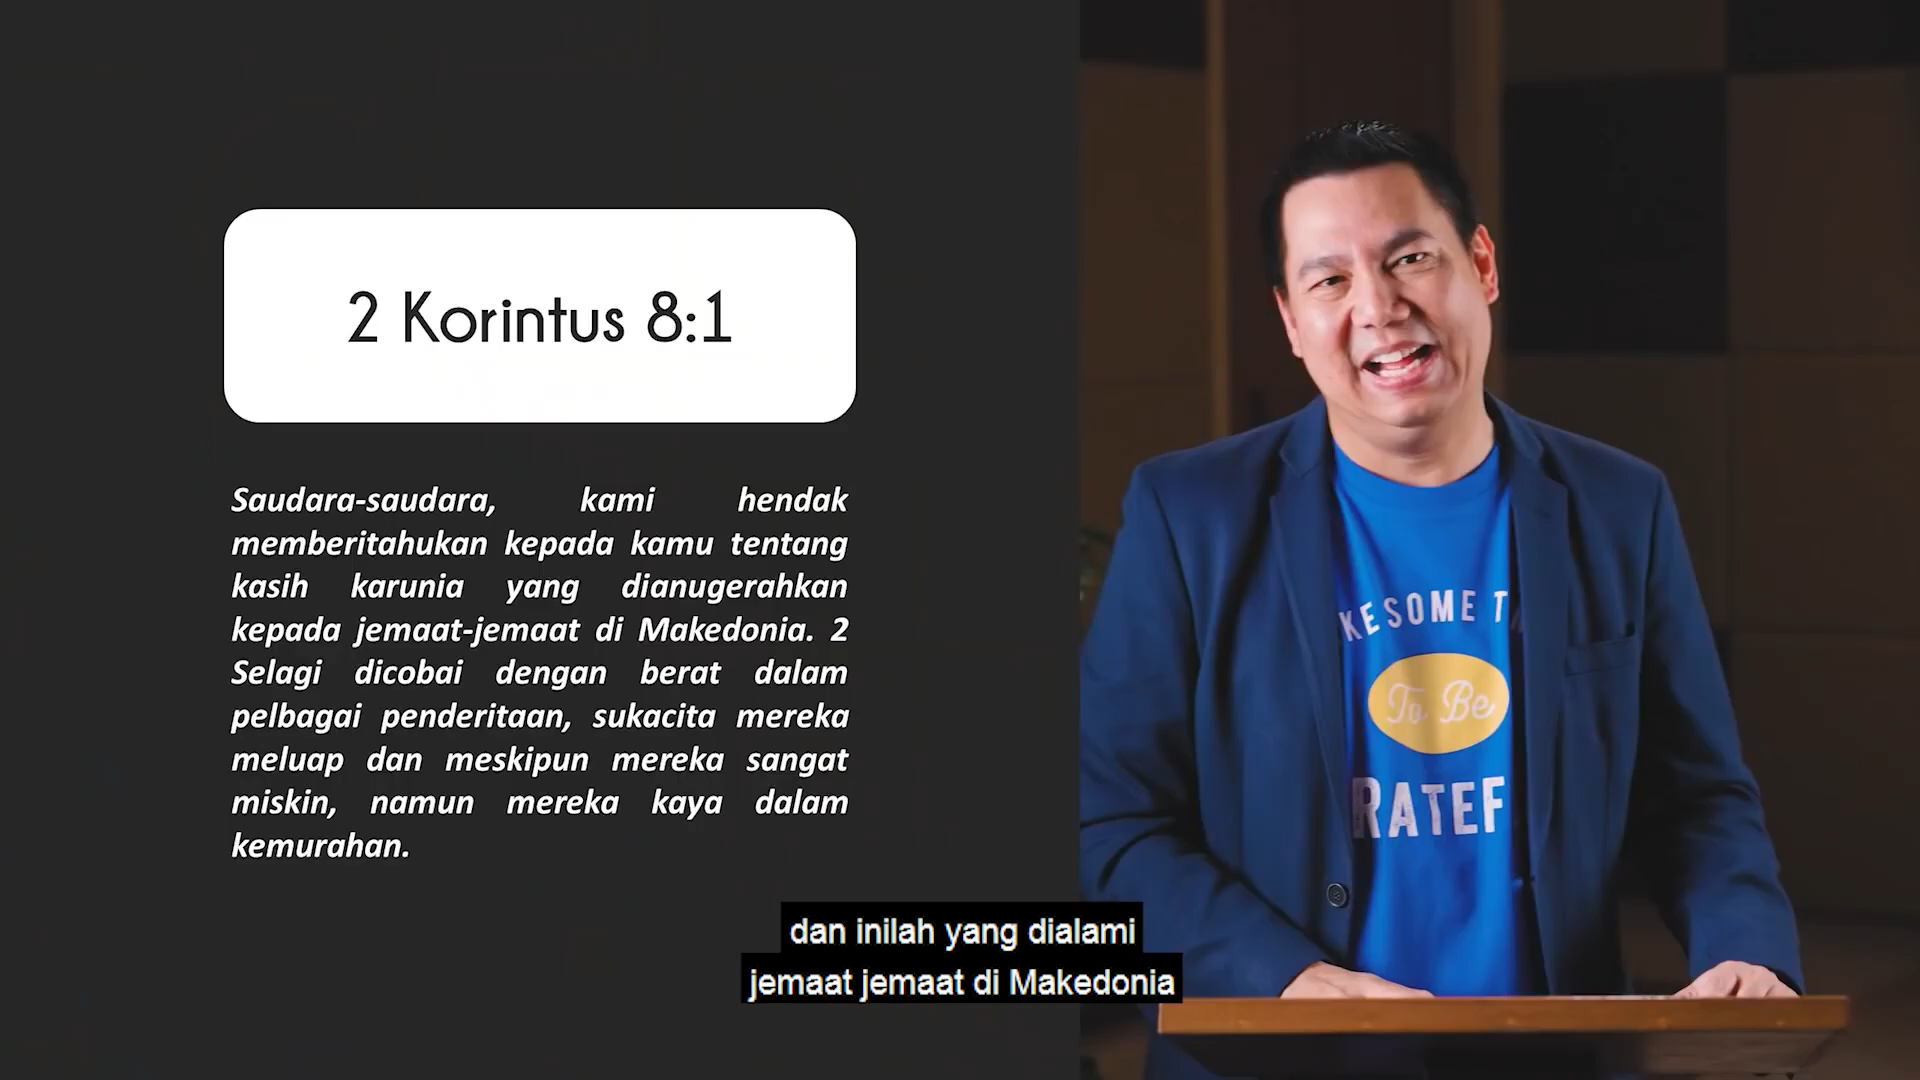 2 Korintus 8:1
Saudara-saudara, kami hendak
memberitahukan kepada kamu tentang
kasih karunia yang dianugerahkan
kepada jemaat-jemaat di Makedonia. 2
Selagi dicobai dengan berat dalam
pelbagai penderitaan, sukacita mereka
meluap dan meskipun mereka sangat
miskin, namun mereka kaya dalam
kemurahan.
KE SOME T
To Be
RATEF
dan inilah yang dialami
jemaat jemaat di Makedonia